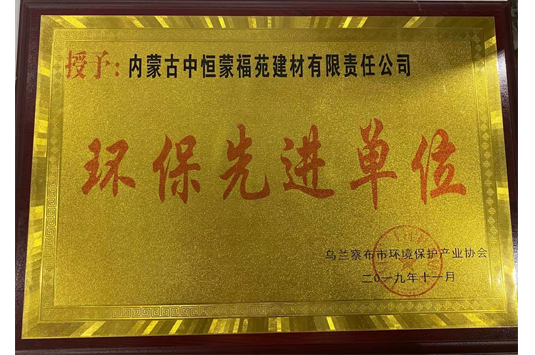 授予：内蒙古中恒蒙福苑建材有限责任公司
环保先进单位
乌兰察布市环境保护产业协会
二〇一九年十一月